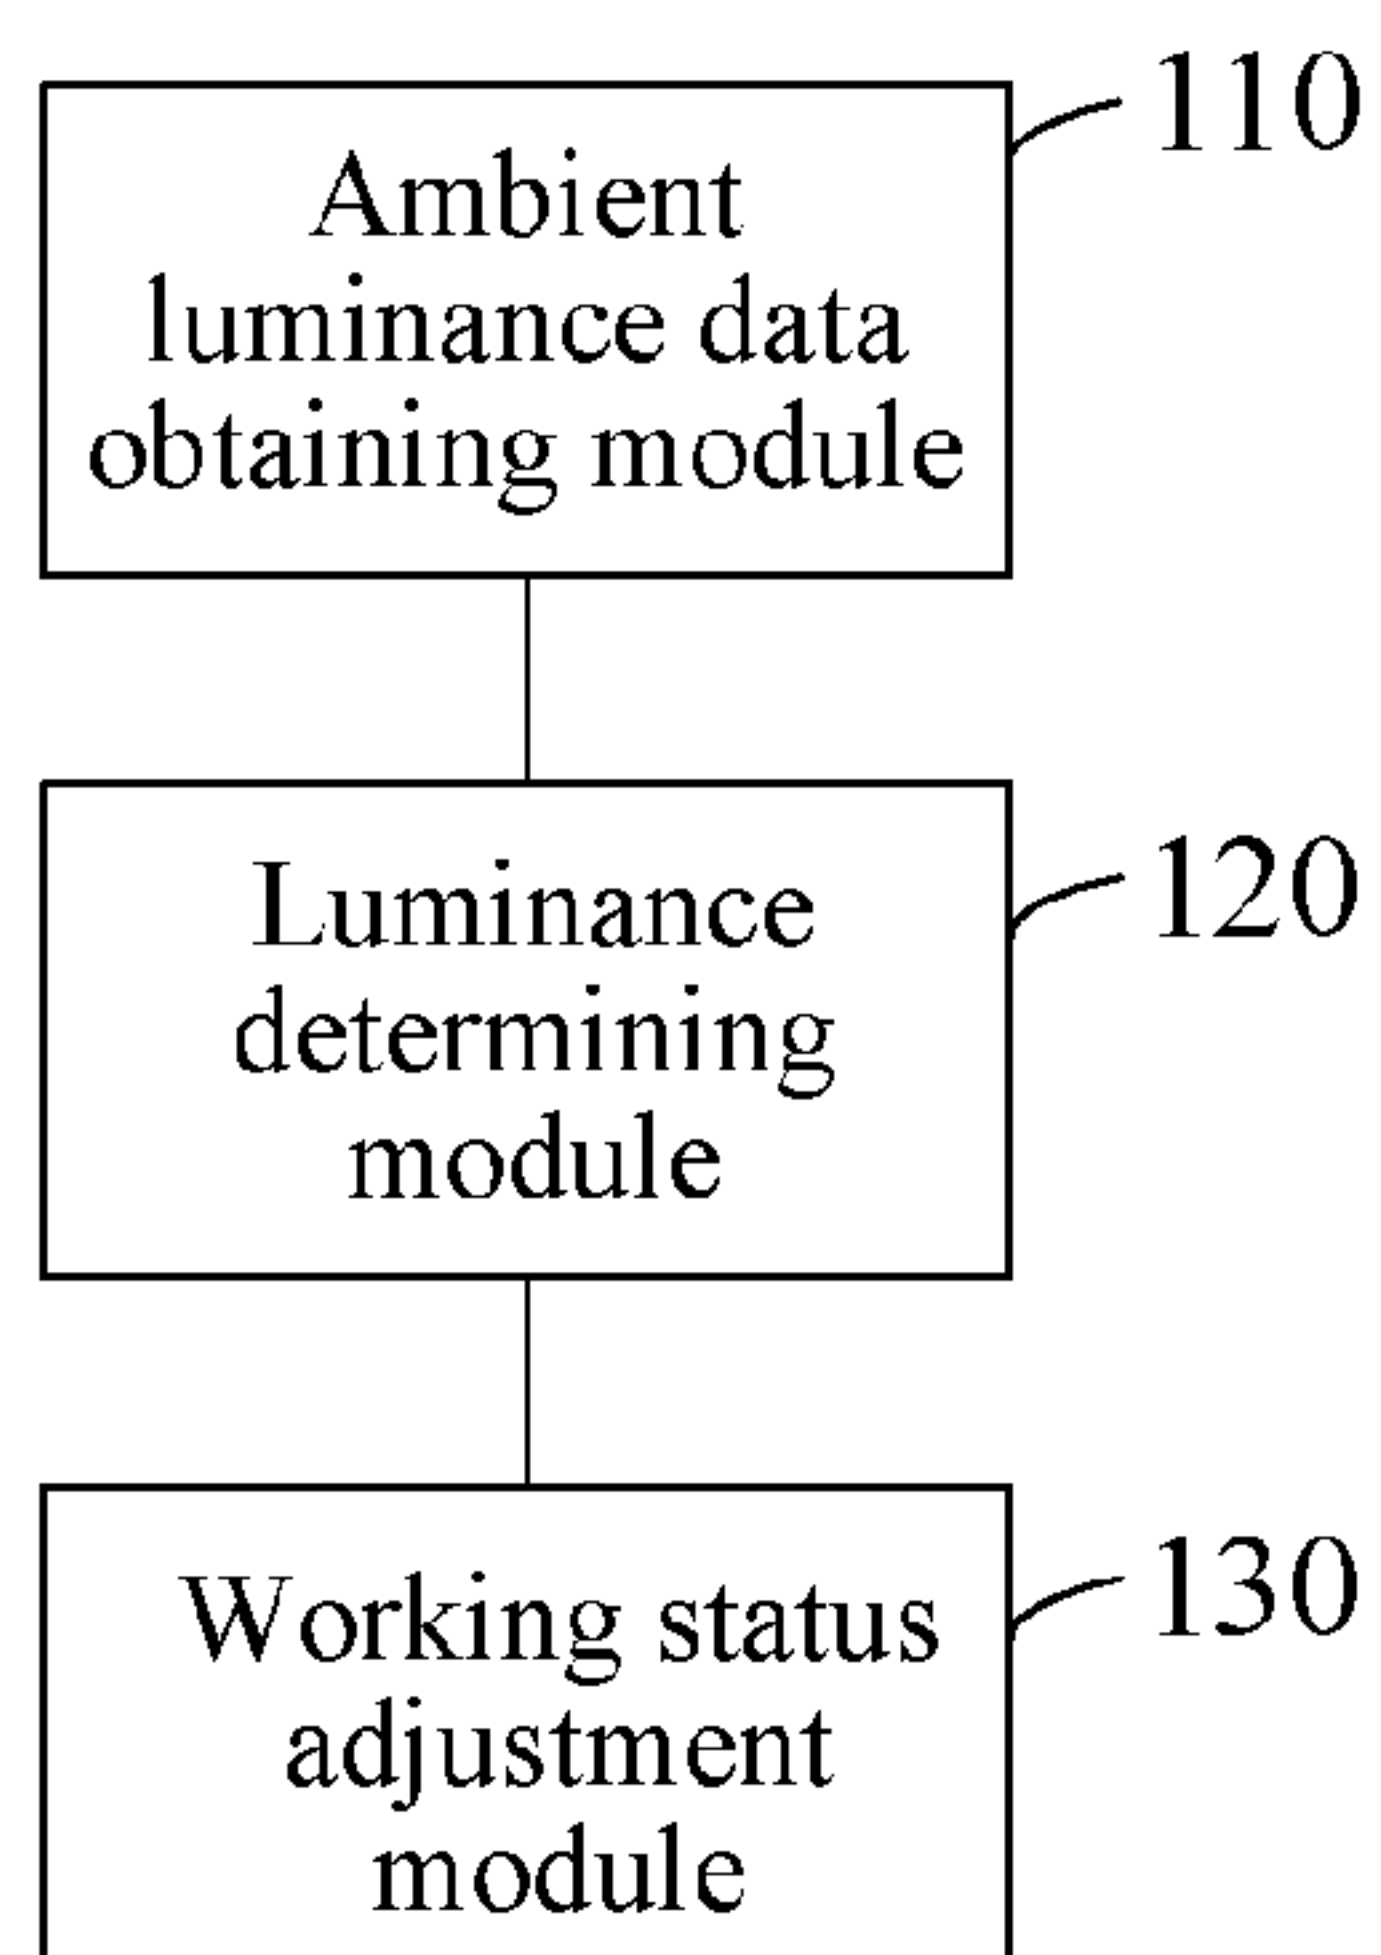 110
Ambient
luminance data
obtaining module
120
Luminance
determining
module
130
Working status
adjustment
module